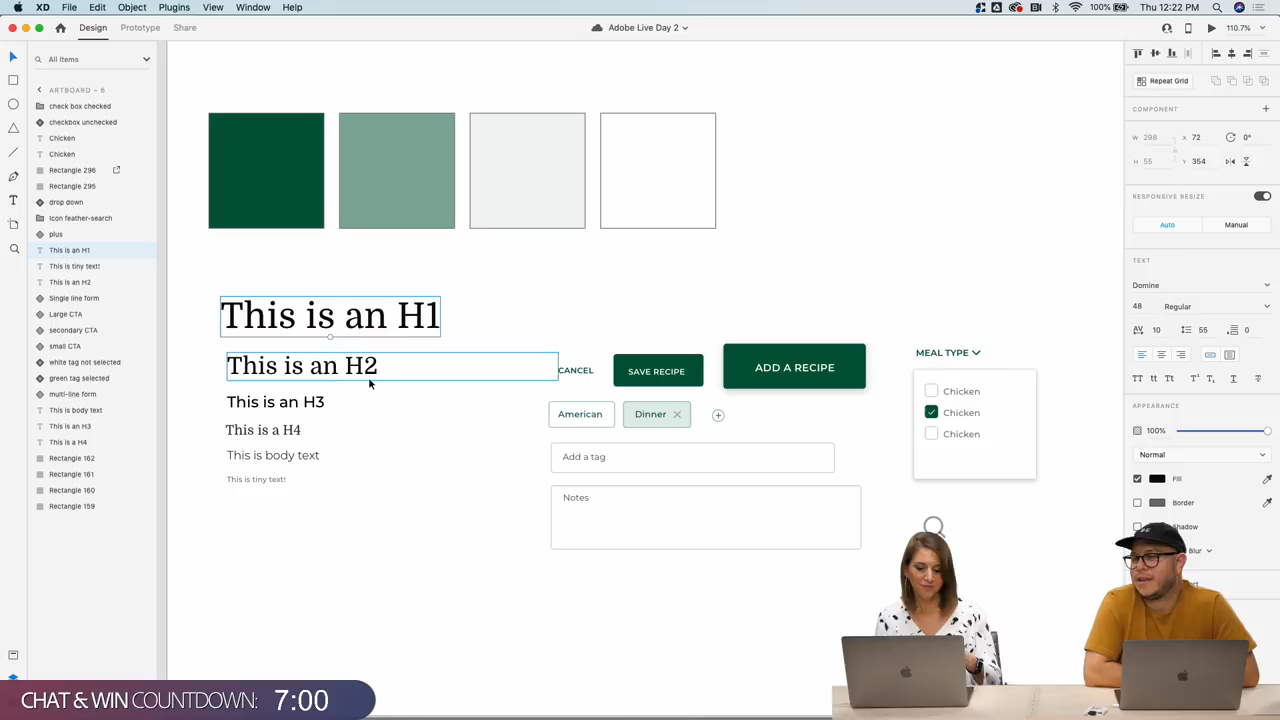 XD File Edit Object Plugins View Window Help
100% Thu 12:22 PM
Design Prototype Share
Adobe Live Day 2
110.7%
All Items
ARTBOARD – 6
check box checked
checkbox unchecked
Chicken
Chicken
Rectangle 296
Rectangle 295
drop down
Icon feather-search
plus
This is an H1
This is tiny text!
This is an H2
Single line form
Large CTA
secondary CTA
small CTA
white tag not selected
green tag selected
multi-line form
This is body text
This is an H3
This is a H4
Rectangle 162
Rectangle 161
Rectangle 160
Rectangle 159
This is an H1
This is an H2
This is an H3
This is a H4
This is body text
This is tiny text!
CANCEL
SAVE RECIPE
ADD A RECIPE
American
Dinner
Add a tag
Notes
MEAL TYPE
Chicken
Chicken
Chicken
Repeat Grid
COMPONENT
W 298 X 72 0°
H 55 Y 354
RESPONSIVE RESIZE
Auto Manual
TEXT
Domine
48 Regular
AV 10 55 0
TT tt Tt T¹ T₁ T T
APPEARANCE
100%
Normal
Fill
Border
Shadow
Blur
CHAT & WIN COUNTDOWN: 7:00